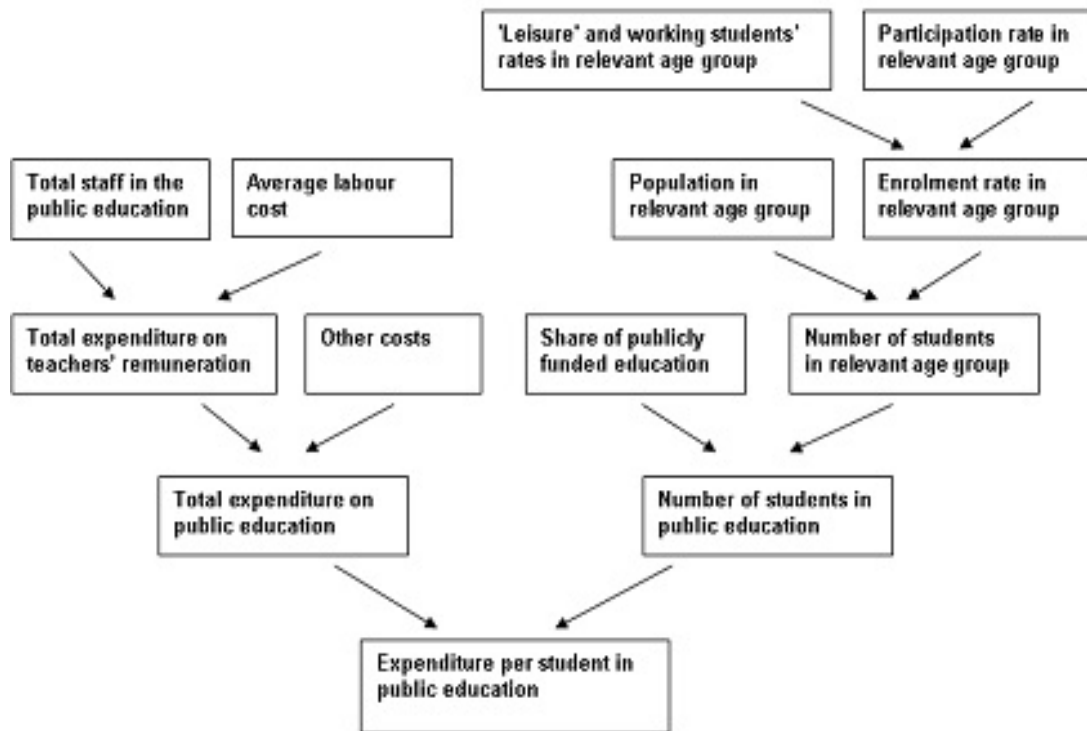 'Leisure' and working students'
rates in relevant age group
Participation rate in
relevant age group
Total staff in the
public education
Average labour
cost
Population in
relevant age group
Enrolment rate in
relevant age group
Total expenditure on
teachers' remuneration
Other costs
Share of publicly
funded education
Number of students
in relevant age group
Total expenditure on
public education
Number of students in
public education
Expenditure per student in
public education